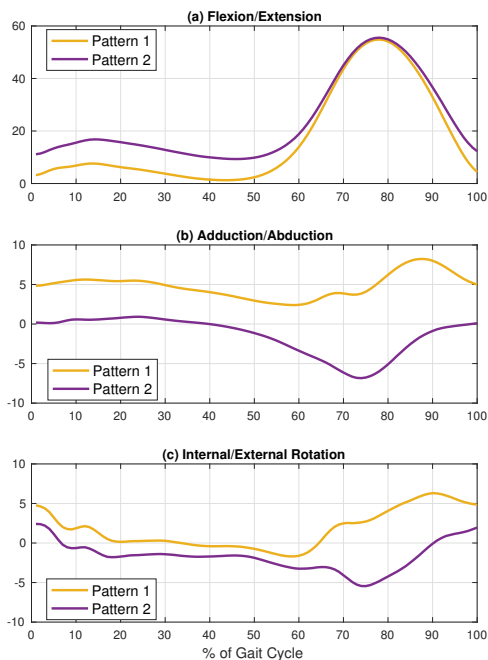 (a) Flexion/Extension
60
40
20
0
Pattern 1
Pattern 2
0 10 20 30 40 50 60 70 80 90 100
(b) Adduction/Abduction
10
5
0
-5
-10
Pattern 1
Pattern 2
0 10 20 30 40 50 60 70 80 90 100
(c) Internal/External Rotation
10
5
0
-5
-10
Pattern 1
Pattern 2
0 10 20 30 40 50 60 70 80 90 100
% of Gait Cycle